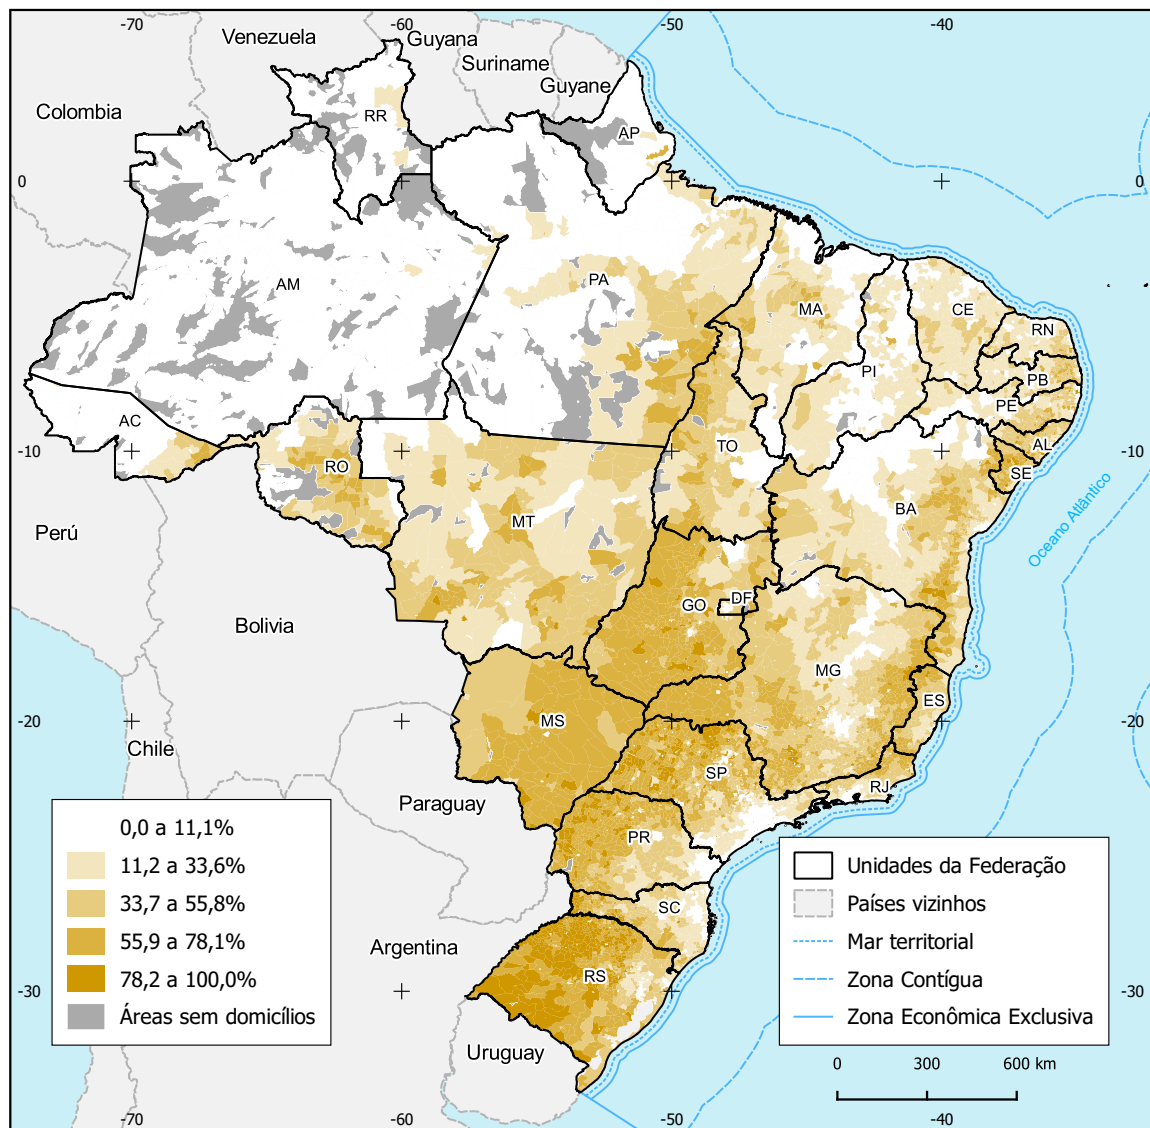 -70
-60
-50
-40
Venezuela
Guyana
Suriname
Guyane
Colombia
RR
AP
0
0
AM
PA
MA
CE
RN
PB
PI
PE
AC
AL
-10
RO
TO
SE
-10
BA
MT
Perú
Oceano Atlântico
GO
DF
Bolivia
MG
ES
-20
MS
-20
Chile
SP
RJ
Paraguay
PR
SC
Argentina
RS
-30
-30
Uruguay
0,0 a 11,1%
11,2 a 33,6%
33,7 a 55,8%
55,9 a 78,1%
78,2 a 100,0%
Áreas sem domicílios
Unidades da Federação
Países vizinhos
Mar territorial
Zona Contígua
Zona Econômica Exclusiva
0 300 600 km
-70
-60
-50
-40